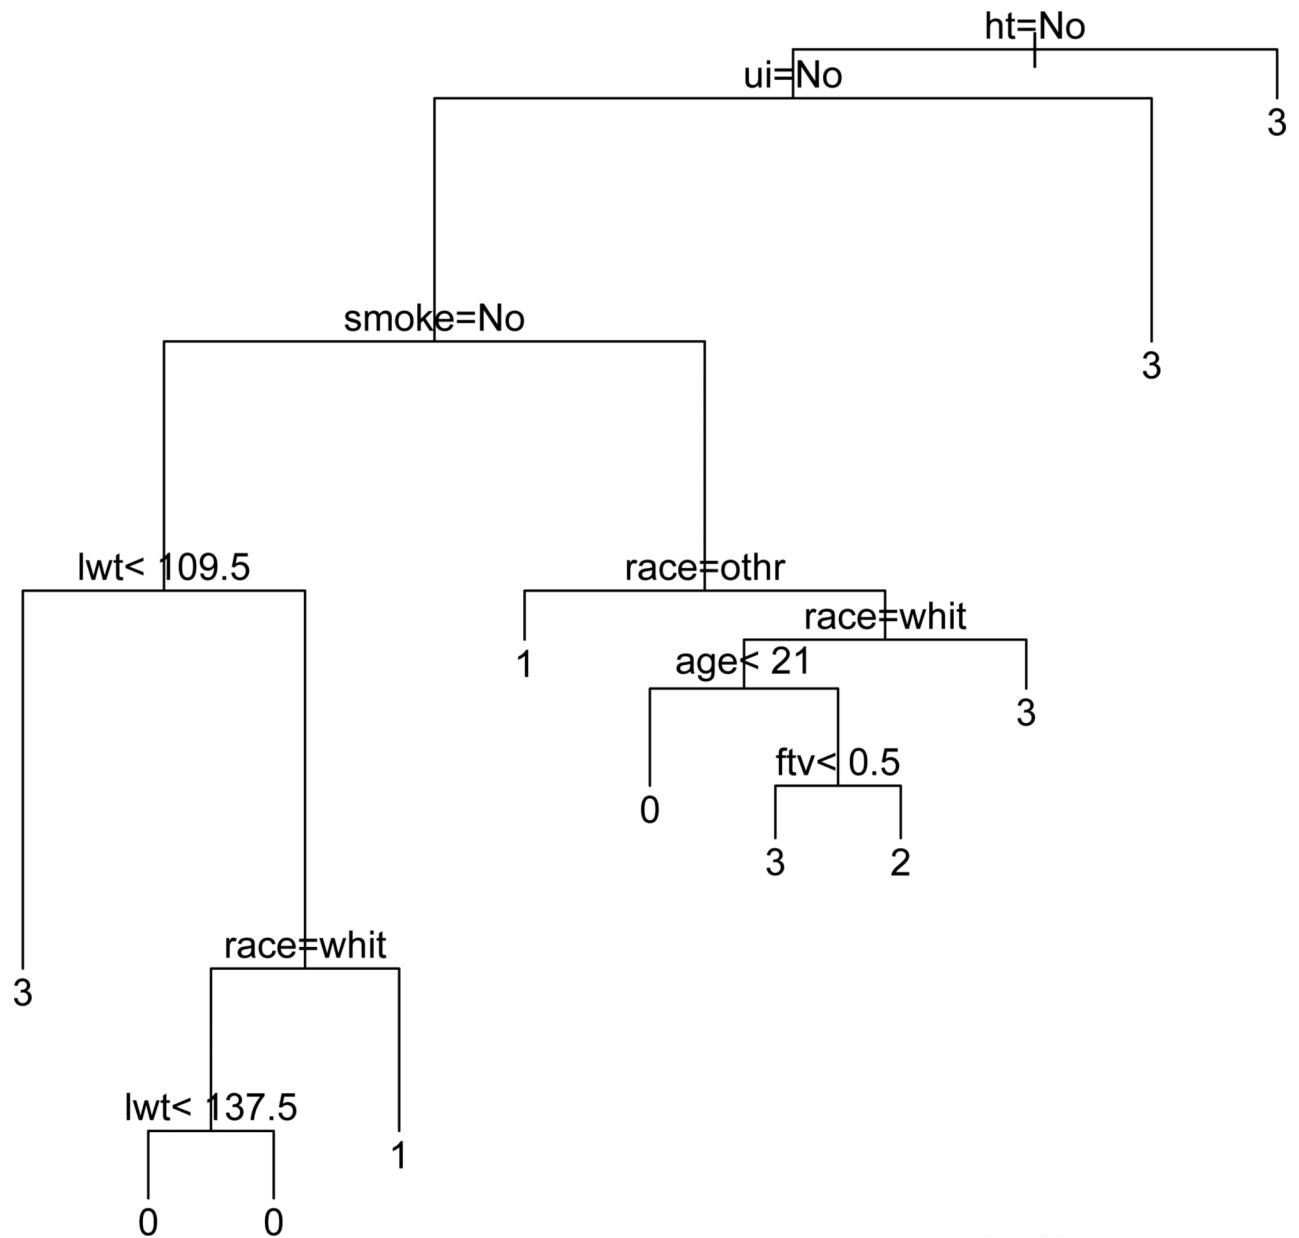 ht=No
ui=No
3
smoke=No
3
lwt< 109.5
race=othr
race=whit
1
age< 21
3
ftv< 0.5
0
3
2
race=whit
3
lwt< 137.5
1
0
0